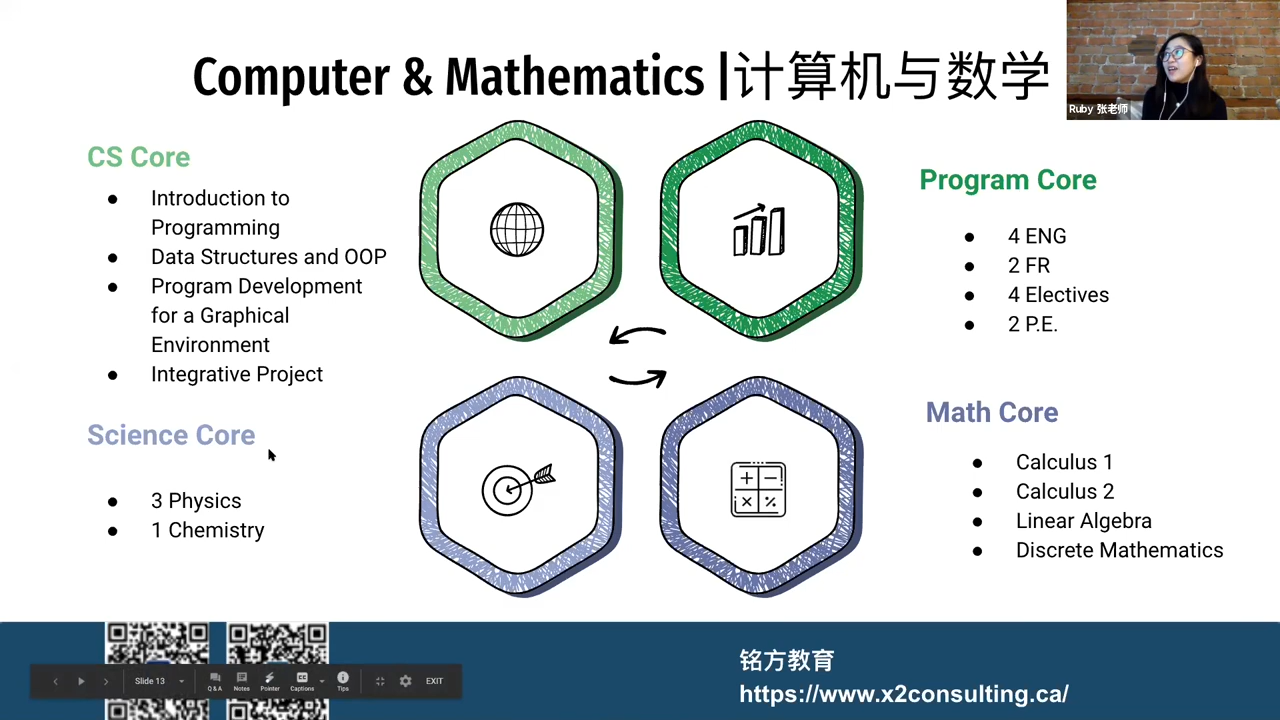 Computer & Mathematics |计算机与数学
Ruby 张老师
CS Core
● Introduction to
Programming
● Data Structures and OOP
● Program Development
for a Graphical
Environment
● Integrative Project
Program Core
● 4 ENG
● 2 FR
● 4 Electives
● 2 P.E.
Science Core
● 3 Physics
● 1 Chemistry
Math Core
● Calculus 1
● Calculus 2
● Linear Algebra
● Discrete Mathematics
铭方教育
https://www.x2consulting.ca/
Slide 13
Q & A
Notes
Pointer
Captions
Tips
EXIT